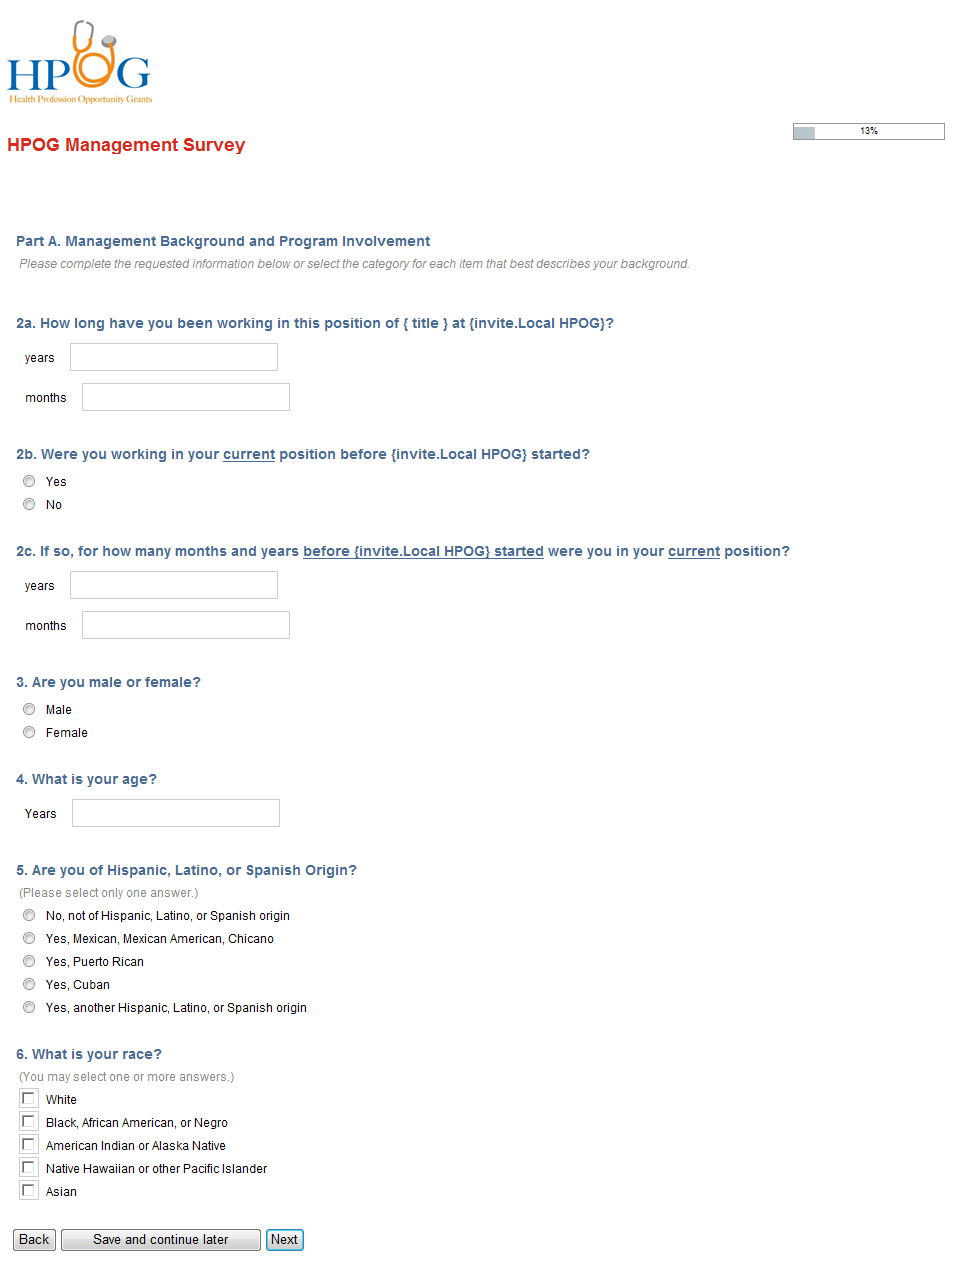 HPOG
Health Profession Opportunity Grants
13%
HPOG Management Survey
Part A. Management Background and Program Involvement
Please complete the requested information below or select the category for each item that best describes your background.
2a. How long have you been working in this position of { title } at {invite.Local HPOG}?
years
months
2b. Were you working in your current position before {invite.Local HPOG} started?
Yes
No
2c. If so, for how many months and years before {invite.Local HPOG} started were you in your current position?
years
months
3. Are you male or female?
Male
Female
4. What is your age?
Years
5. Are you of Hispanic, Latino, or Spanish Origin?
(Please select only one answer.)
No, not of Hispanic, Latino, or Spanish origin
Yes, Mexican, Mexican American, Chicano
Yes, Puerto Rican
Yes, Cuban
Yes, another Hispanic, Latino, or Spanish origin
6. What is your race?
(You may select one or more answers.)
White
Black, African American, or Negro
American Indian or Alaska Native
Native Hawaiian or other Pacific Islander
Asian
Back Save and continue later Next